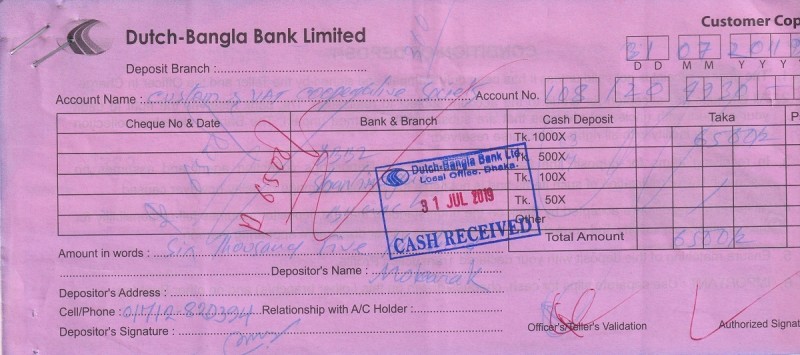 Customer Cop
Dutch-Bangla Bank Limited
31 07 201
D D M M Y Y Y Y
Deposit Branch :
Account Name : Custom & VAT Society Account No. 108 120
Cheque No & Date Bank & Branch Cash Deposit Taka P
Tk. 1000X 6500/=
Tk. 500X
Tk. 100X
Tk. 50X
Other
Total Amount 6500/=
6500
Dutch-Bangla Bank Ltd.
Local Office, Dhaka.
31 JUL 2019
CASH RECEIVED
Amount in words : Six Thousand five
Depositor's Name : Mobarak
Depositor's Address :
Cell/Phone : 01712 820394 Relationship with A/C Holder :
Depositor's Signature :
Officer's/Teller's Validation
Authorized Signat